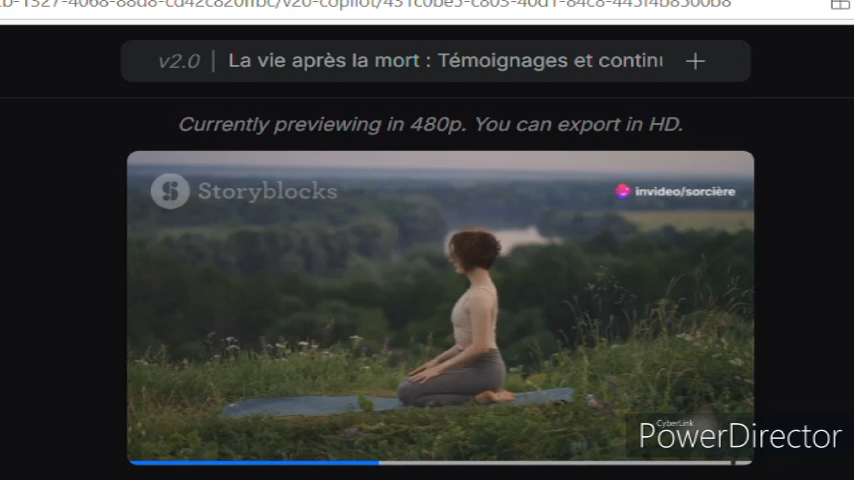 v2.0 | La vie après la mort : Témoignages et contin
Currently previewing in 480p. You can export in HD.
Storyblocks
invideo/sorcière
CyberLink
PowerDirector